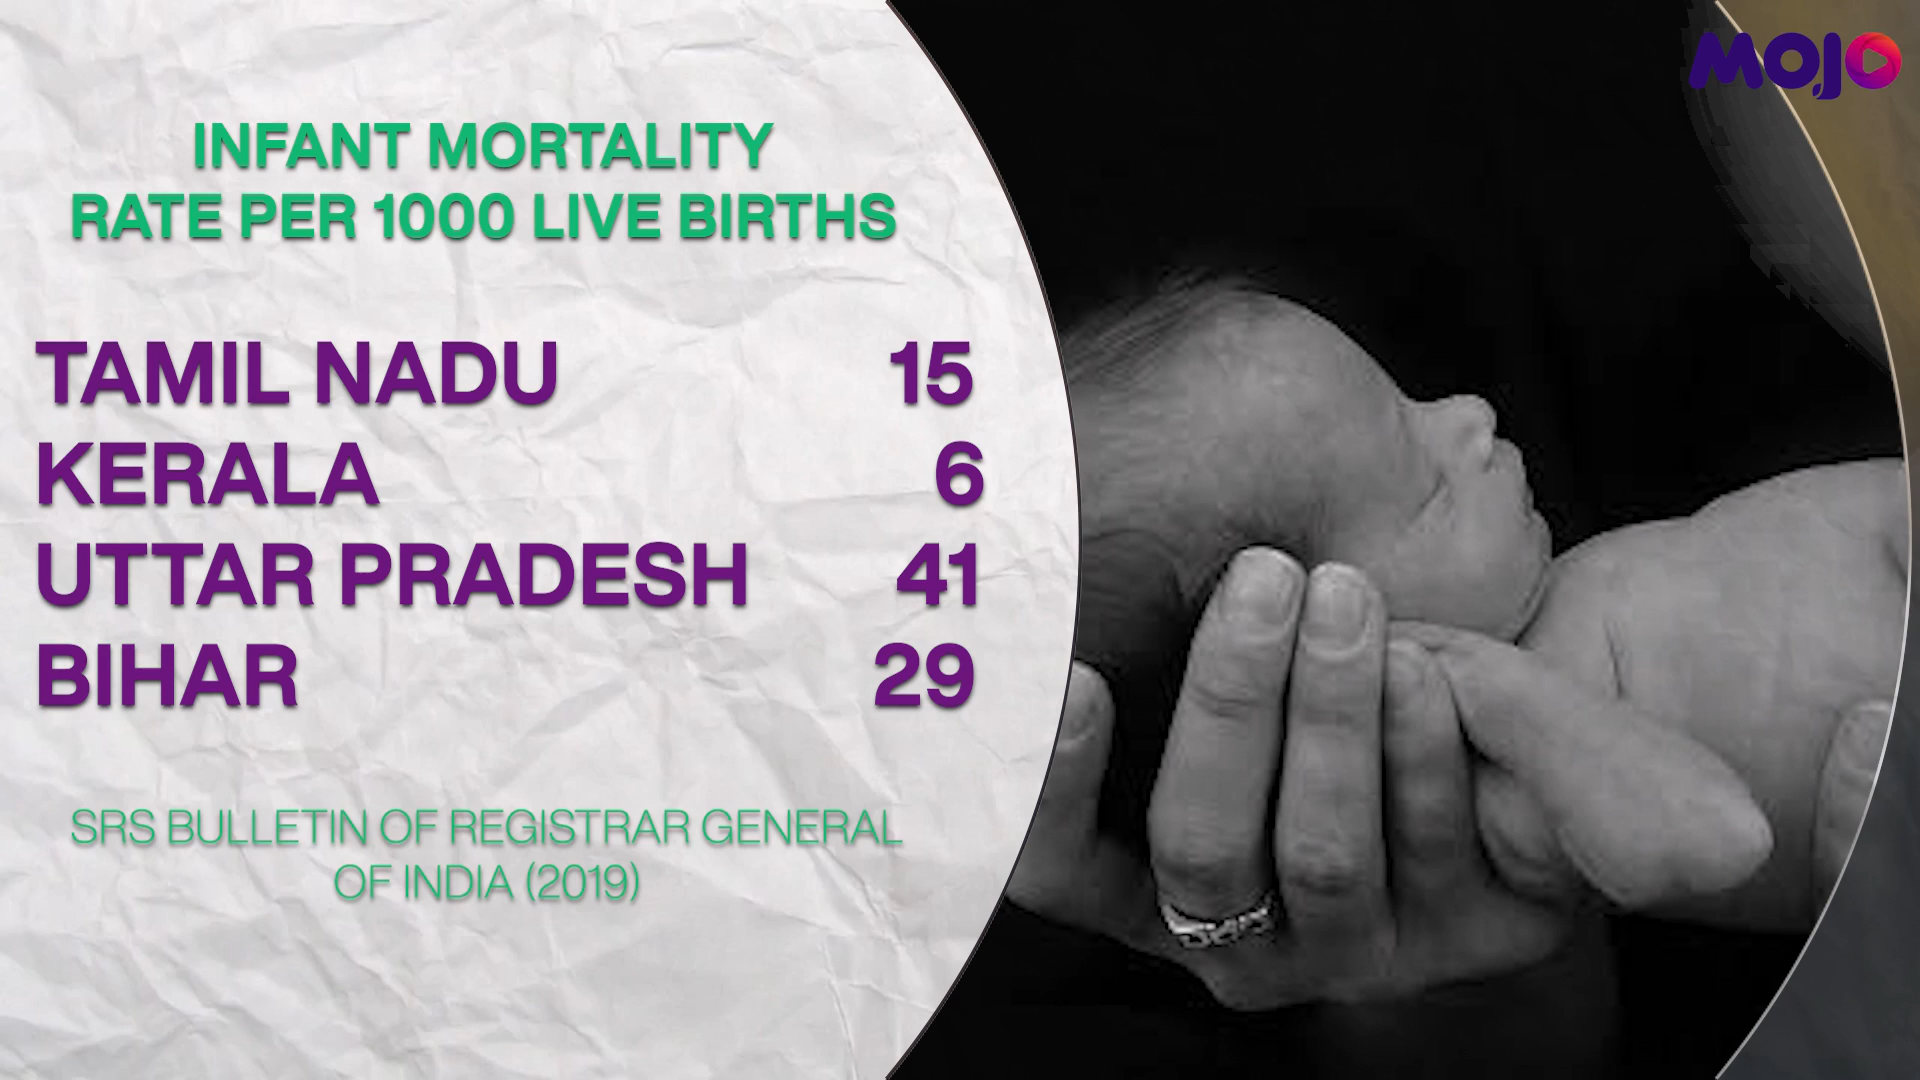 MOJO
INFANT MORTALITY
RATE PER 1000 LIVE BIRTHS
TAMIL NADU 15
KERALA 6
UTTAR PRADESH 41
BIHAR 29
SRS BULLETIN OF REGISTRAR GENERAL
OF INDIA (2019)